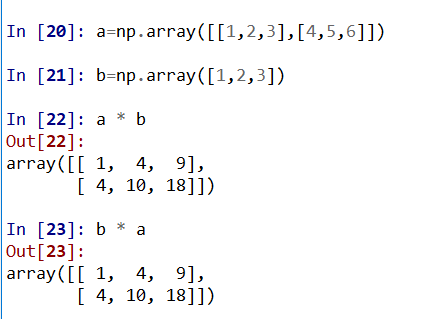 In [20]: a=np.array([[1,2,3],[4,5,6]])
In [21]: b=np.array([1,2,3])
In [22]: a * b
Out[22]:
array([[ 1,  4,  9],
       [ 4, 10, 18]])
In [23]: b * a
Out[23]:
array([[ 1,  4,  9],
       [ 4, 10, 18]])